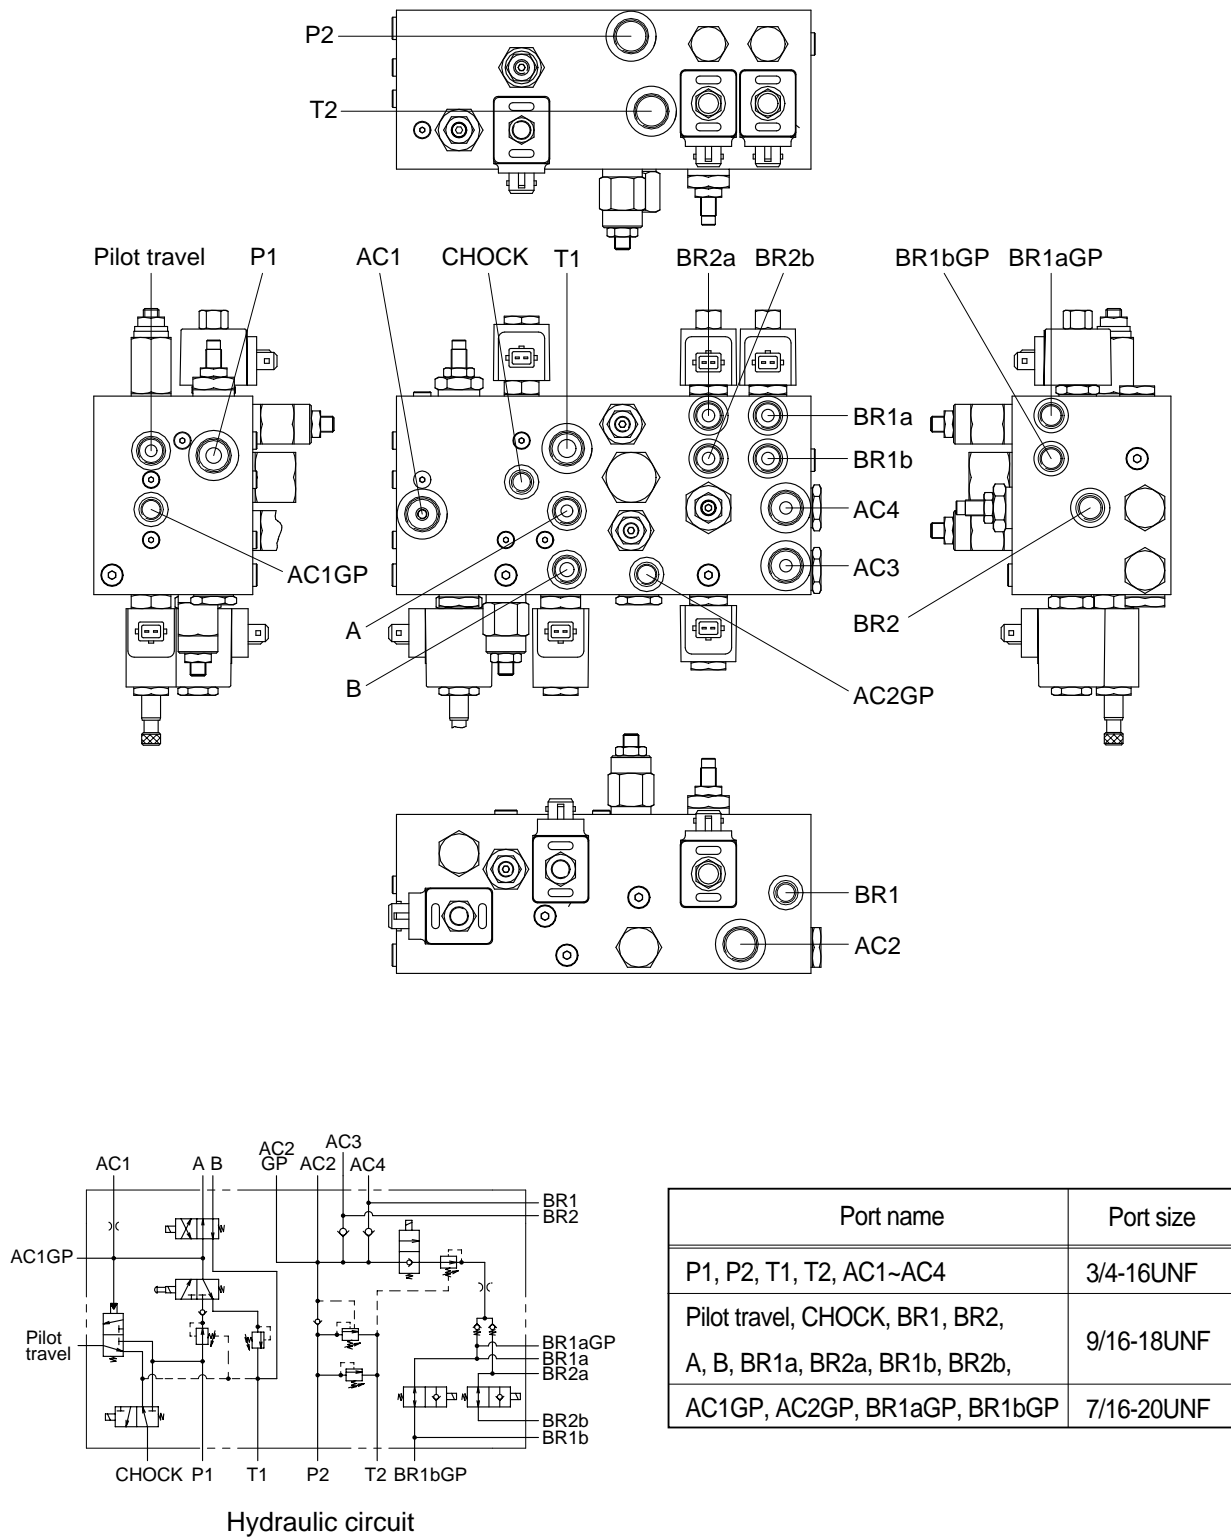 P2
T2
Pilot travel
P1
AC1
CHOCK
T1
BR2a
BR2b
BR1bGP
BR1aGP
BR1a
BR1b
AC4
AC3
AC1GP
A
B
BR2
AC2GP
BR1
AC2
AC1
A B
AC2
GP
AC2
AC3
AC4
BR1
BR2
AC1GP
Pilot
travel
BR1aGP
BR1a
BR2a
BR2b
BR1b
CHOCK
P1
T1
P2
T2
BR1bGP
Hydraulic circuit
Port name Port size
P1, P2, T1, T2, AC1~AC4 3/4-16UNF
Pilot travel, CHOCK, BR1, BR2,
A, B, BR1a, BR2a, BR1b, BR2b, 9/16-18UNF
AC1GP, AC2GP, BR1aGP, BR1bGP 7/16-20UNF